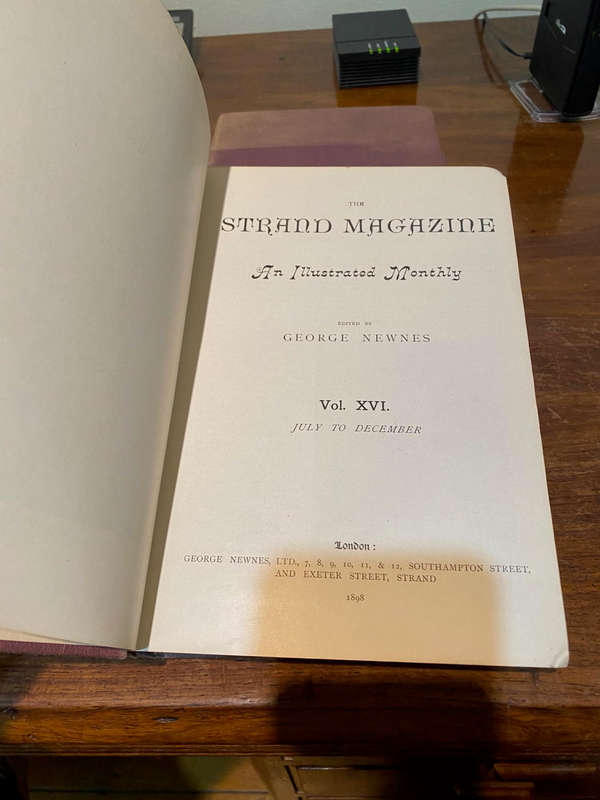 THE
STRAND MAGAZINE
An Illustrated Monthly
EDITED BY
GEORGE NEWNES
Vol. XVI.
JULY TO DECEMBER
London:
GEORGE NEWNES, LTD., 7, 8, 9, 10, 11, & 12, SOUTHAMPTON STREET,
AND EXETER STREET, STRAND
1898